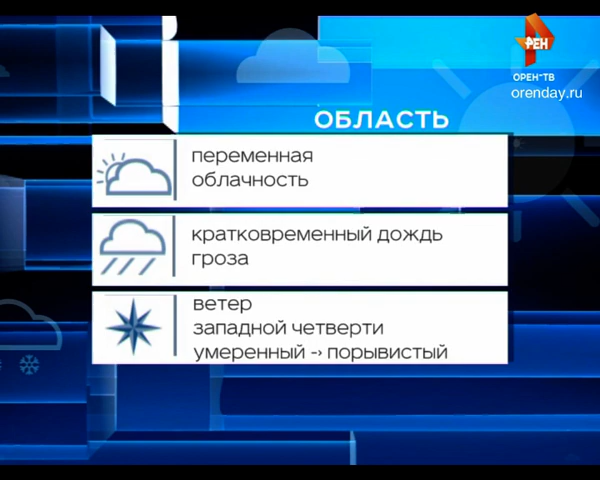 РЕН
ОРЕН-ТВ
orenday.ru
ОБЛАСТЬ
переменная
облачность
кратковременный дождь
гроза
ветер
западной четверти
умеренный -› порывистый